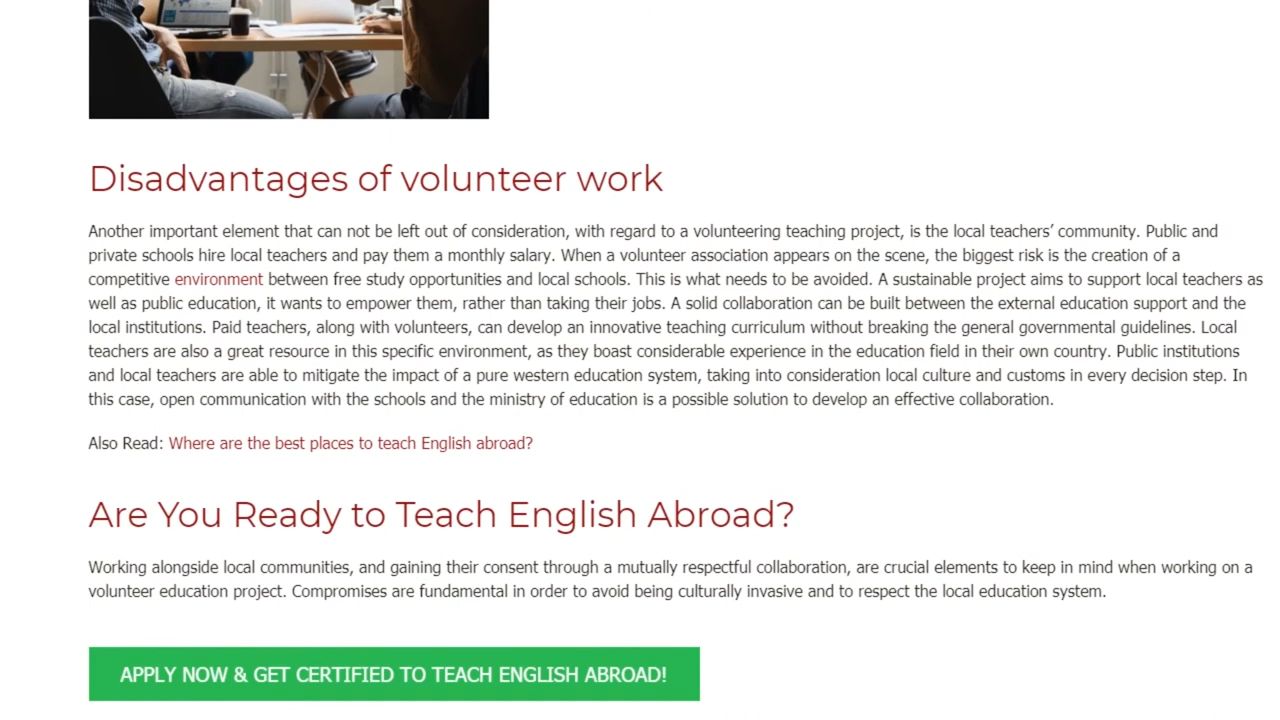 Disadvantages of volunteer work
Another important element that can not be left out of consideration, with regard to a volunteering teaching project, is the local teachers’ community. Public and
private schools hire local teachers and pay them a monthly salary. When a volunteer association appears on the scene, the biggest risk is the creation of a
competitive environment between free study opportunities and local schools. This is what needs to be avoided. A sustainable project aims to support local teachers as
well as public education, it wants to empower them, rather than taking their jobs. A solid collaboration can be built between the external education support and the
local institutions. Paid teachers, along with volunteers, can develop an innovative teaching curriculum without breaking the general governmental guidelines. Local
teachers are also a great resource in this specific environment, as they boast considerable experience in the education field in their own country. Public institutions
and local teachers are able to mitigate the impact of a pure western education system, taking into consideration local culture and customs in every decision step. In
this case, open communication with the schools and the ministry of education is a possible solution to develop an effective collaboration.
Also Read: Where are the best places to teach English abroad?
Are You Ready to Teach English Abroad?
Working alongside local communities, and gaining their consent through a mutually respectful collaboration, are crucial elements to keep in mind when working on a
volunteer education project. Compromises are fundamental in order to avoid being culturally invasive and to respect the local education system.
APPLY NOW & GET CERTIFIED TO TEACH ENGLISH ABROAD!